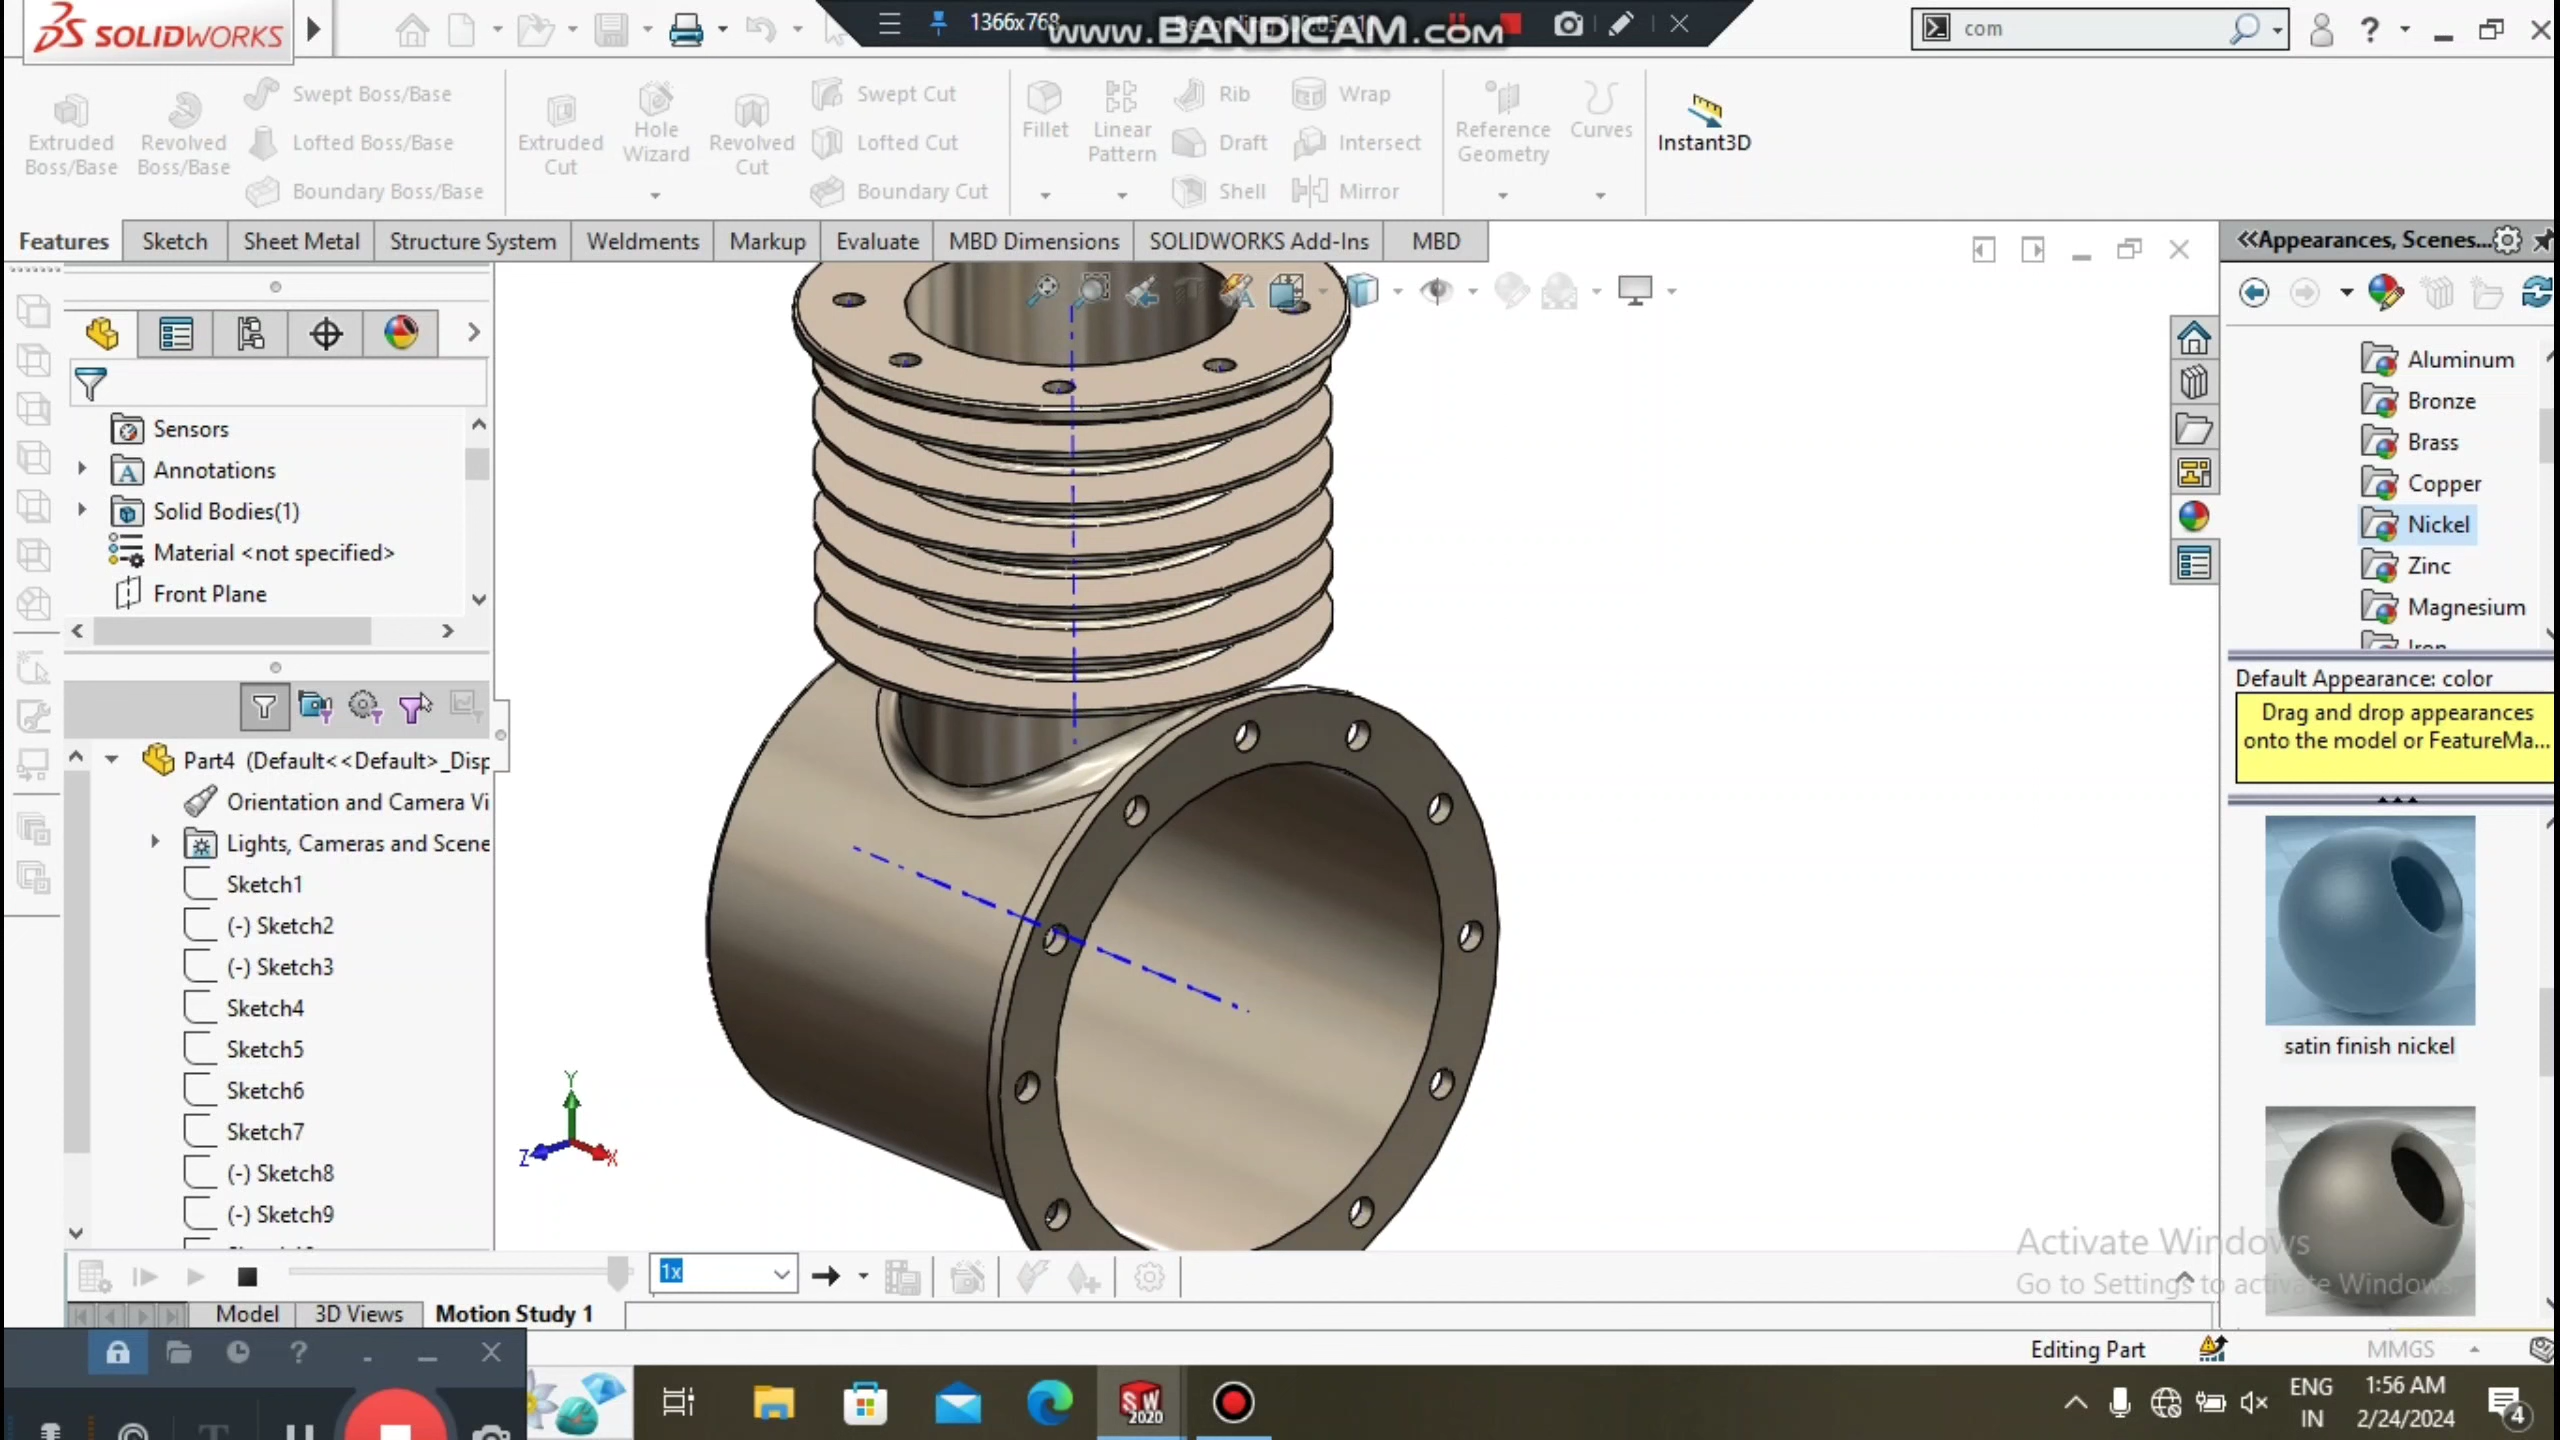 SOLIDWORKS
1366x768
www.BANDICAM.com
com
Extruded Boss/Base
Revolved Boss/Base
Swept Boss/Base
Lofted Boss/Base
Boundary Boss/Base
Extruded Cut
Hole Wizard
Revolved Cut
Swept Cut
Lofted Cut
Boundary Cut
Fillet
Linear Pattern
Rib
Draft
Shell
Wrap
Intersect
Mirror
Reference Geometry
Curves
Instant3D
Features
Sketch
Sheet Metal
Structure System
Weldments
Markup
Evaluate
MBD Dimensions
SOLIDWORKS Add-Ins
MBD
Appearances, Scenes...
Sensors
Annotations
Solid Bodies(1)
Material <not specified>
Front Plane
Part4 (Default<<Default>_Disp
Orientation and Camera Vi
Lights, Cameras and Scene
Sketch1
(-) Sketch2
(-) Sketch3
Sketch4
Sketch5
Sketch6
Sketch7
(-) Sketch8
(-) Sketch9
Y
Z
X
Aluminum
Bronze
Brass
Copper
Nickel
Zinc
Magnesium
Iron
Default Appearance: color
Drag and drop appearances
onto the model or FeatureMa...
satin finish nickel
Activate Windows
Go to Settings to activate Windows.
1x
Model
3D Views
Motion Study 1
Editing Part
MMGS
SW
2020
ENG
IN
1:56 AM
2/24/2024
4